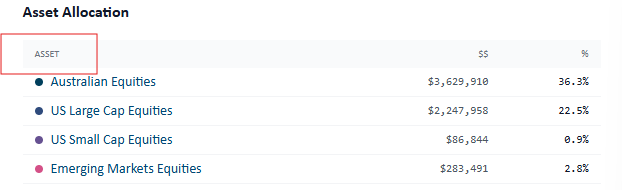 Asset Allocation
ASSET $$ %
Australian Equities $3,629,910 36.3%
US Large Cap Equities $2,247,958 22.5%
US Small Cap Equities $86,844 0.9%
Emerging Markets Equities $283,491 2.8%